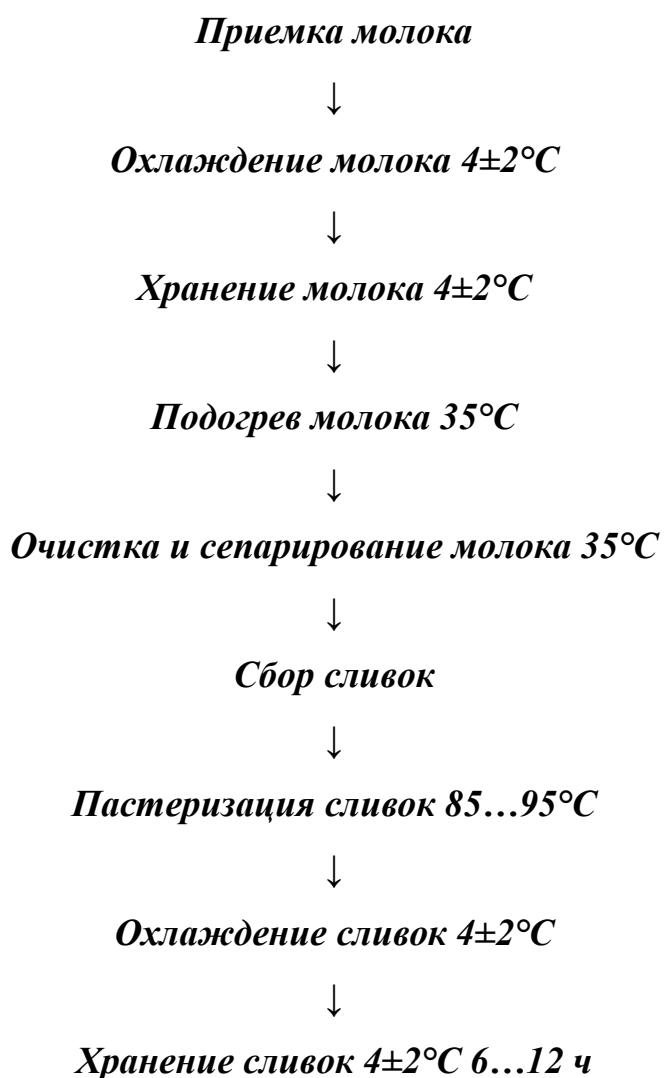 Приемка молока
↓
Охлаждение молока 4±2°С
↓
Хранение молока 4±2°С
↓
Подогрев молока 35°С
↓
Очистка и сепарирование молока 35°С
↓
Сбор сливок
↓
Пастеризация сливок 85…95°С
↓
Охлаждение сливок 4±2°С
↓
Хранение сливок 4±2°С 6…12 ч